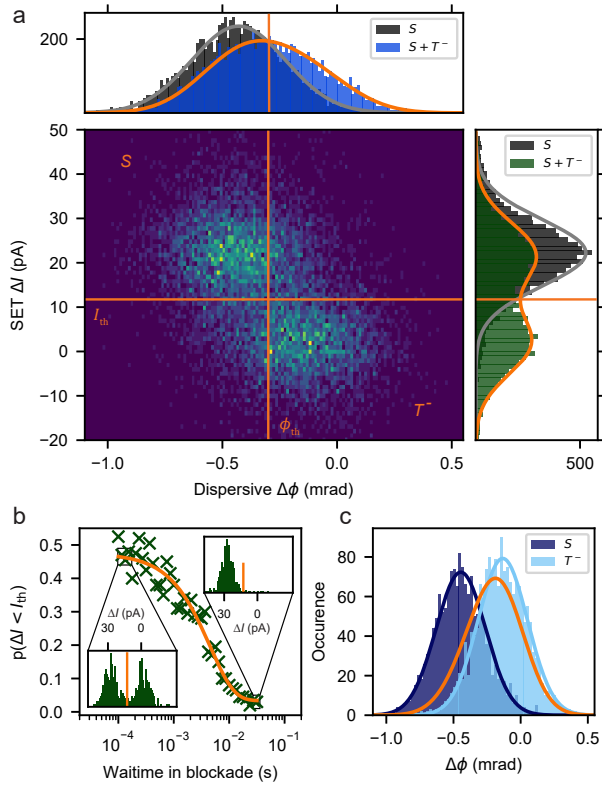 a
200
S
S + T⁻
50
40
30
20
10
0
−10
−20
SET ΔI (pA)
S
I_th
ϕ_th
T⁻
−1.0
−0.5
0.0
0.5
Dispersive Δϕ (mrad)
S
S + T⁻
500
b
0.5
0.4
0.3
0.2
0.1
0.0
p(ΔI < I_th)
ΔI (pA)
30
0
30
0
ΔI (pA)
10⁻⁴
10⁻³
10⁻²
10⁻¹
Waitime in blockade (s)
c
80
60
40
20
0
Occurence
S
T⁻
−1.0
−0.5
0.0
0.5
Δϕ (mrad)